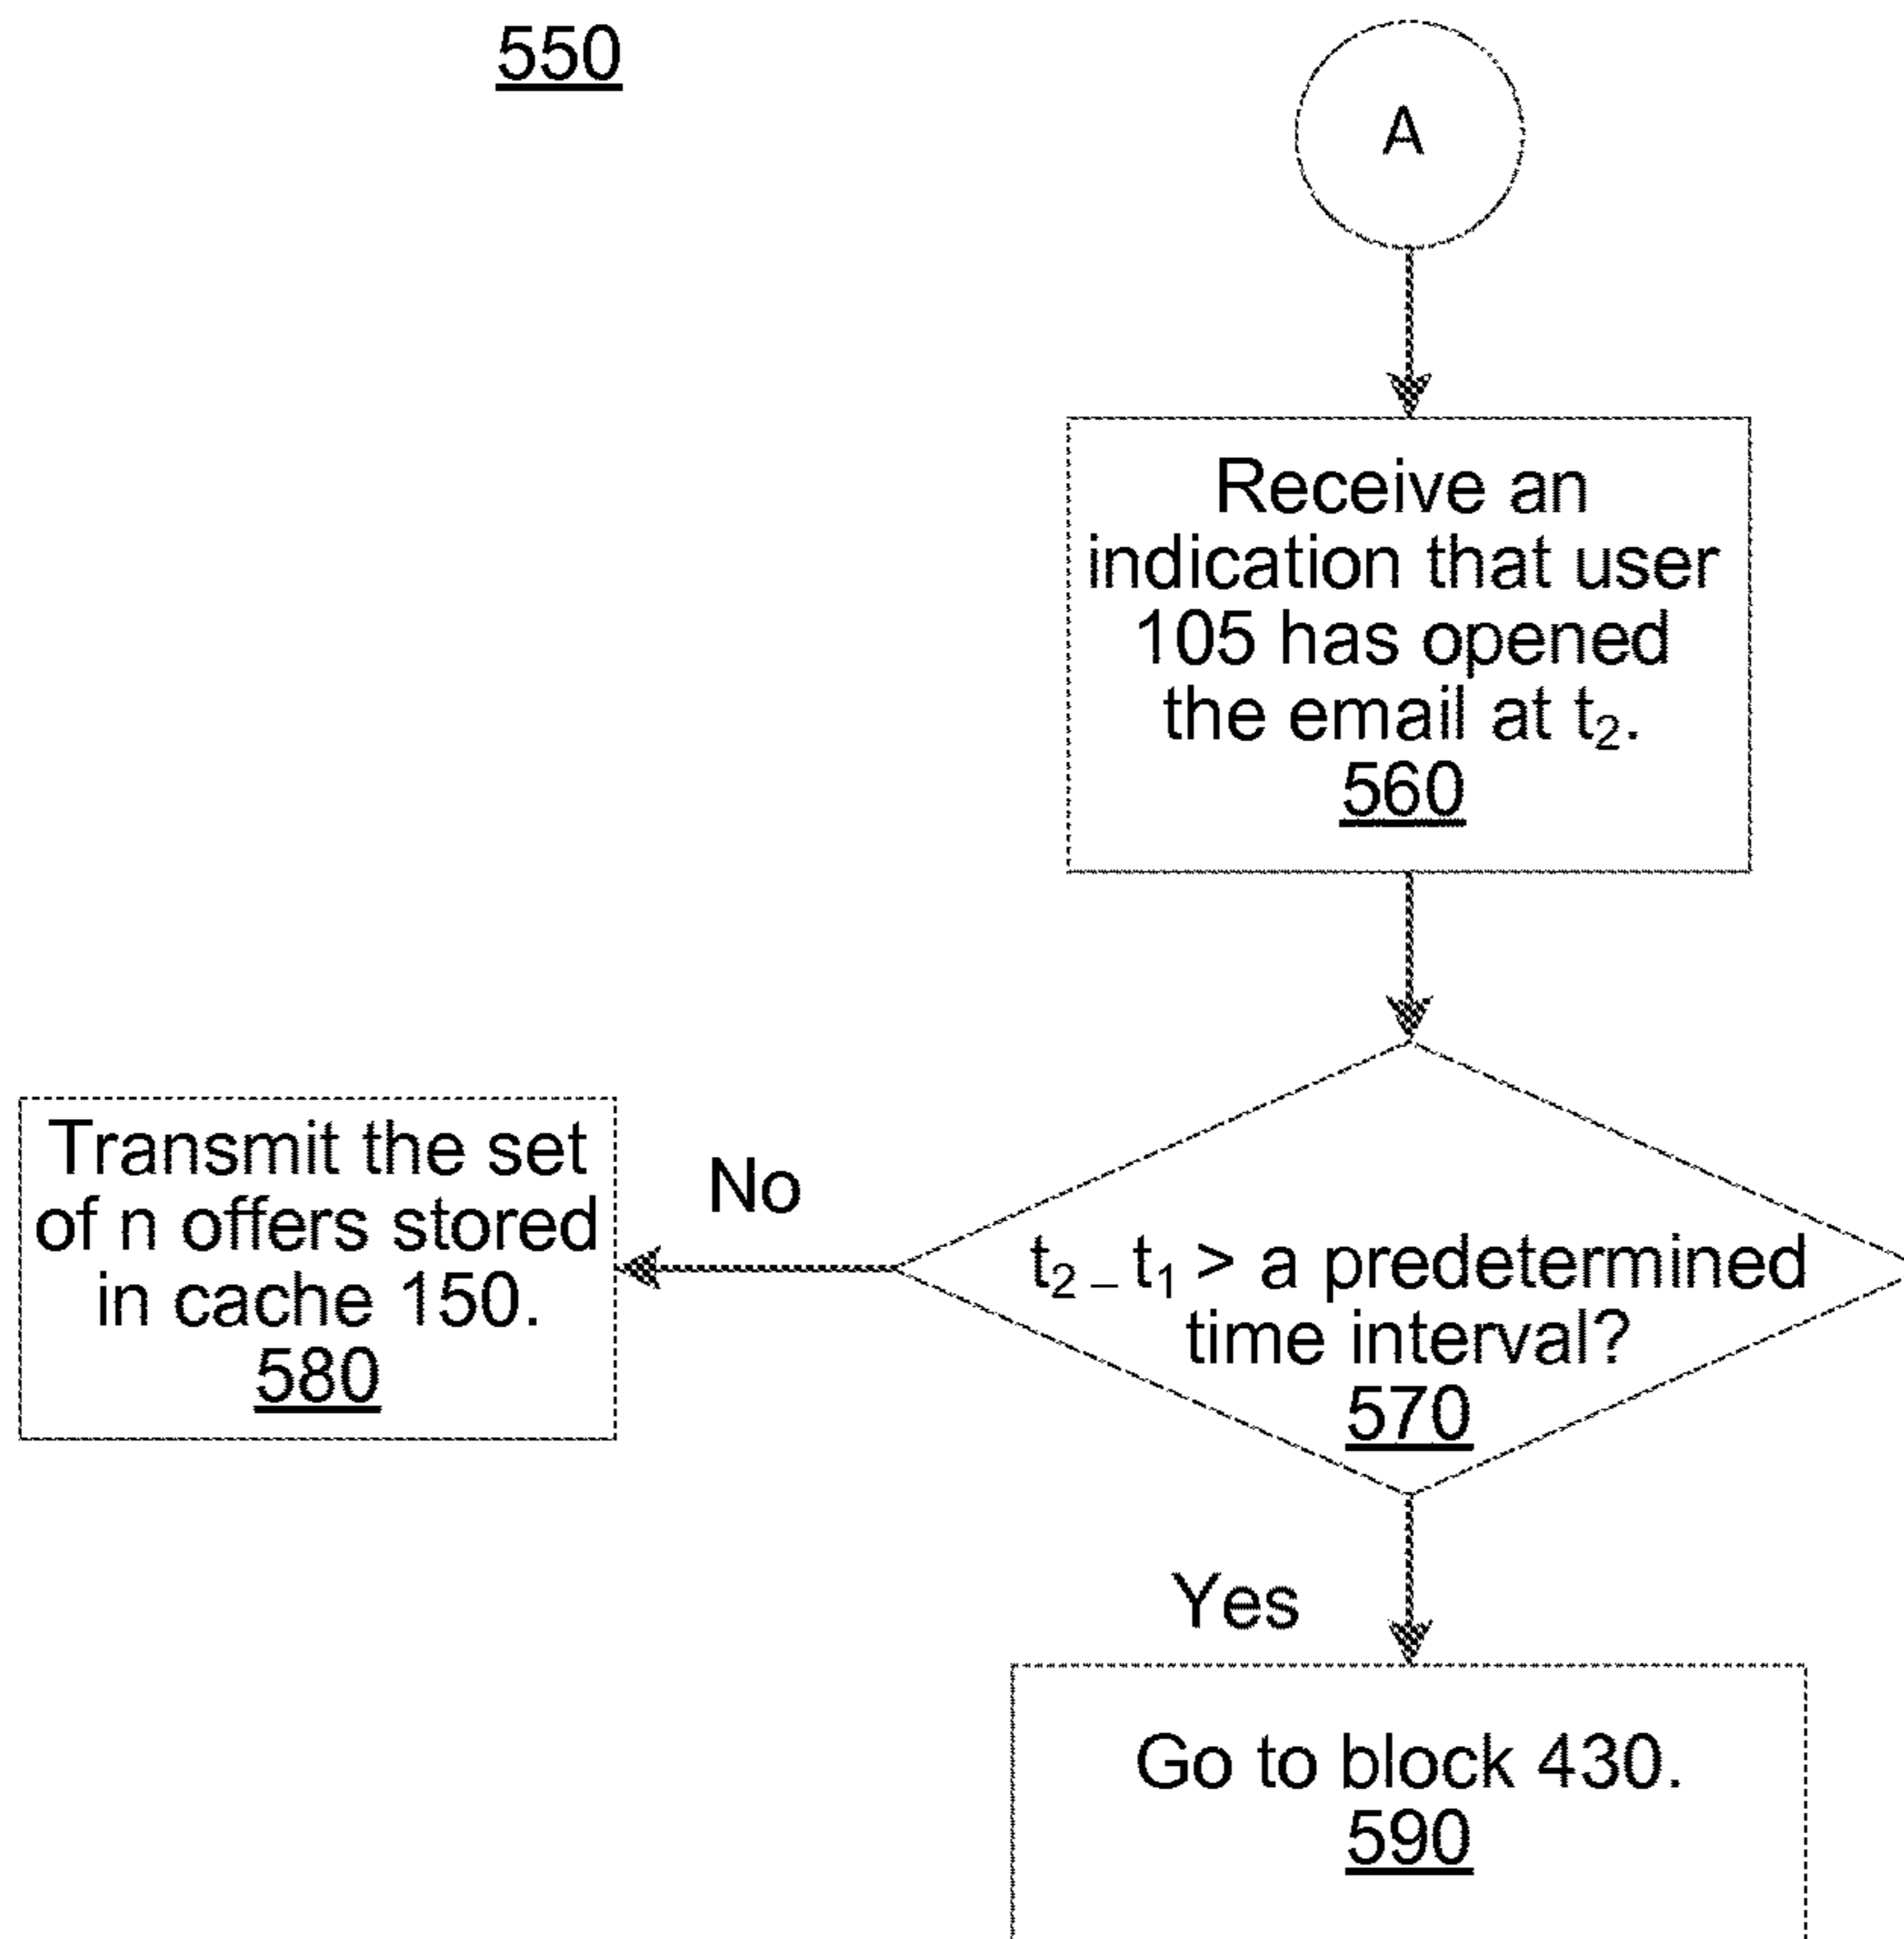 550
A
Receive an
indication that user
105 has opened
the email at t₂.
560
Transmit the set
of n offers stored
in cache 150.
580
No
t₂ – t₁ > a predetermined
time interval?
570
Yes
Go to block 430.
590